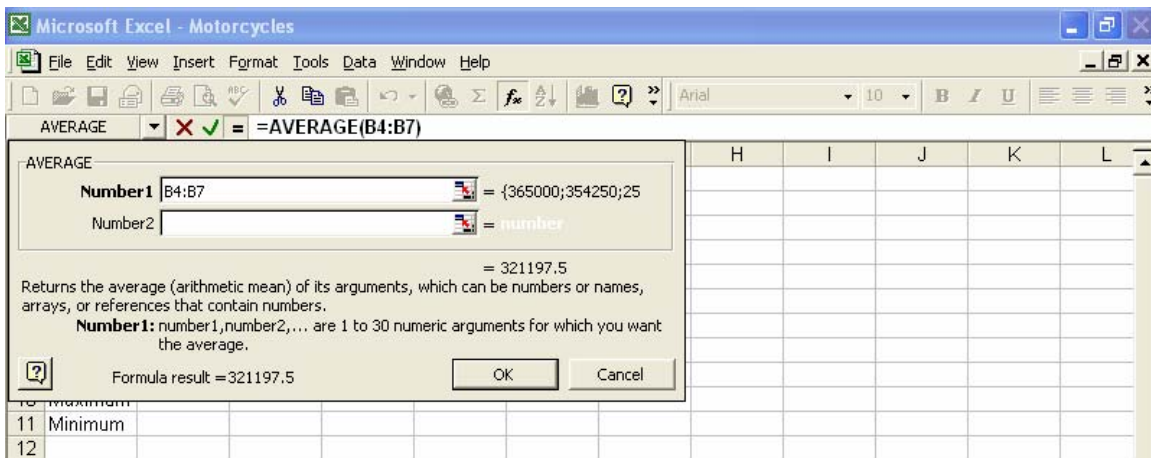 Microsoft Excel - Motorcycles
File Edit View Insert Format Tools Data Window Help
Arial 10 B I U
AVERAGE = =AVERAGE(B4:B7)
H I J K L
AVERAGE
Number1 B4:B7 = {365000;354250;25
Number2 = number
= 321197.5
Returns the average (arithmetic mean) of its arguments, which can be numbers or names,
arrays, or references that contain numbers.
Number1: number1,number2,... are 1 to 30 numeric arguments for which you want
the average.
Formula result =321197.5 OK Cancel
10 Maximum
11 Minimum
12